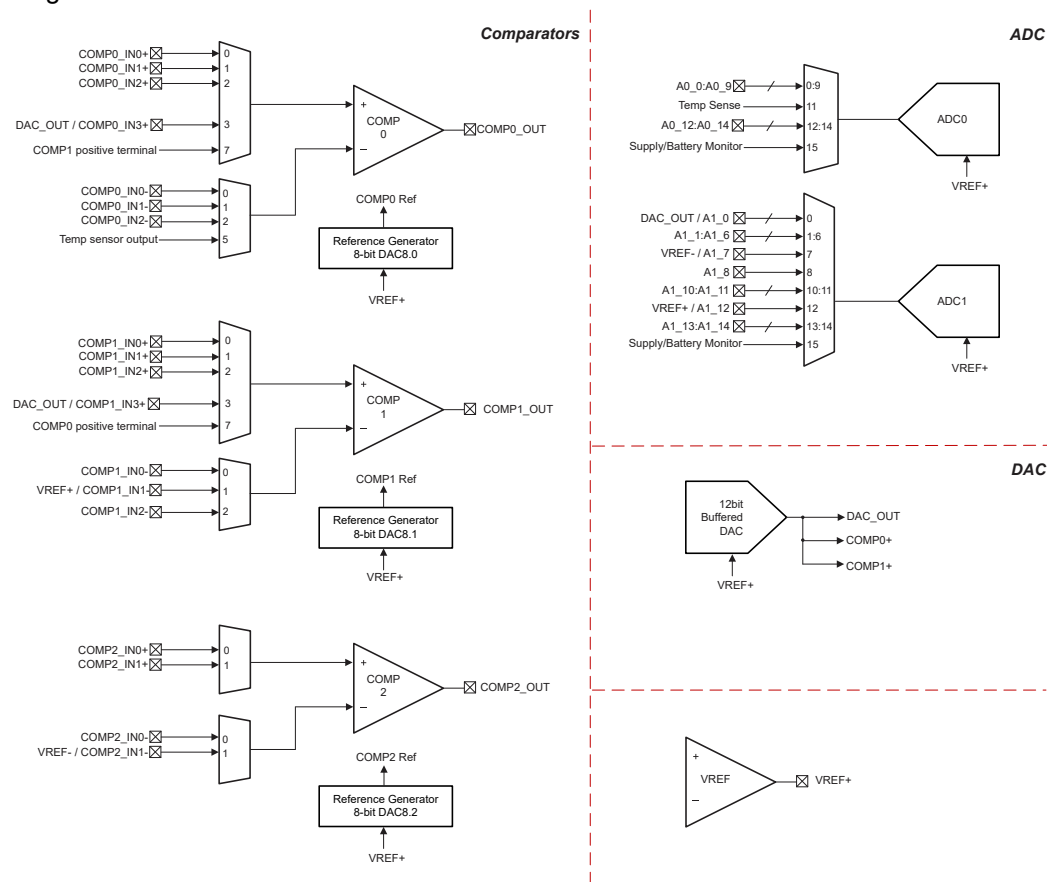 Comparators
COMP0_IN0+
COMP0_IN1+
COMP0_IN2+
DAC_OUT / COMP0_IN3+
COMP1 positive terminal
0
1
2
3
7
COMP0_IN0-
COMP0_IN1-
COMP0_IN2-
Temp sensor output
0
1
2
5
+
COMP
0
–
COMP0_OUT
COMP0 Ref
Reference Generator
8-bit DAC8.0
VREF+
COMP1_IN0+
COMP1_IN1+
COMP1_IN2+
DAC_OUT / COMP1_IN3+
COMP0 positive terminal
0
1
2
3
7
COMP1_IN0-
VREF+ / COMP1_IN1-
COMP1_IN2-
0
1
2
+
COMP
1
–
COMP1_OUT
COMP1 Ref
Reference Generator
8-bit DAC8.1
VREF+
COMP2_IN0+
COMP2_IN1+
0
1
COMP2_IN0-
VREF- / COMP2_IN1-
0
1
+
COMP
2
–
COMP2_OUT
COMP2 Ref
Reference Generator
8-bit DAC8.2
VREF+
ADC
A0_0:A0_9
Temp Sense
A0_12:A0_14
Supply/Battery Monitor
0:9
11
12:14
15
ADC0
VREF+
DAC_OUT / A1_0
A1_1:A1_6
VREF- / A1_7
A1_8
A1_10:A1_11
VREF+ / A1_12
A1_13:A1_14
Supply/Battery Monitor
0
1:6
7
8
10:11
12
13:14
15
ADC1
VREF+
DAC
12bit
Buffered
DAC
VREF+
DAC_OUT
COMP0+
COMP1+
+
VREF
–
VREF+